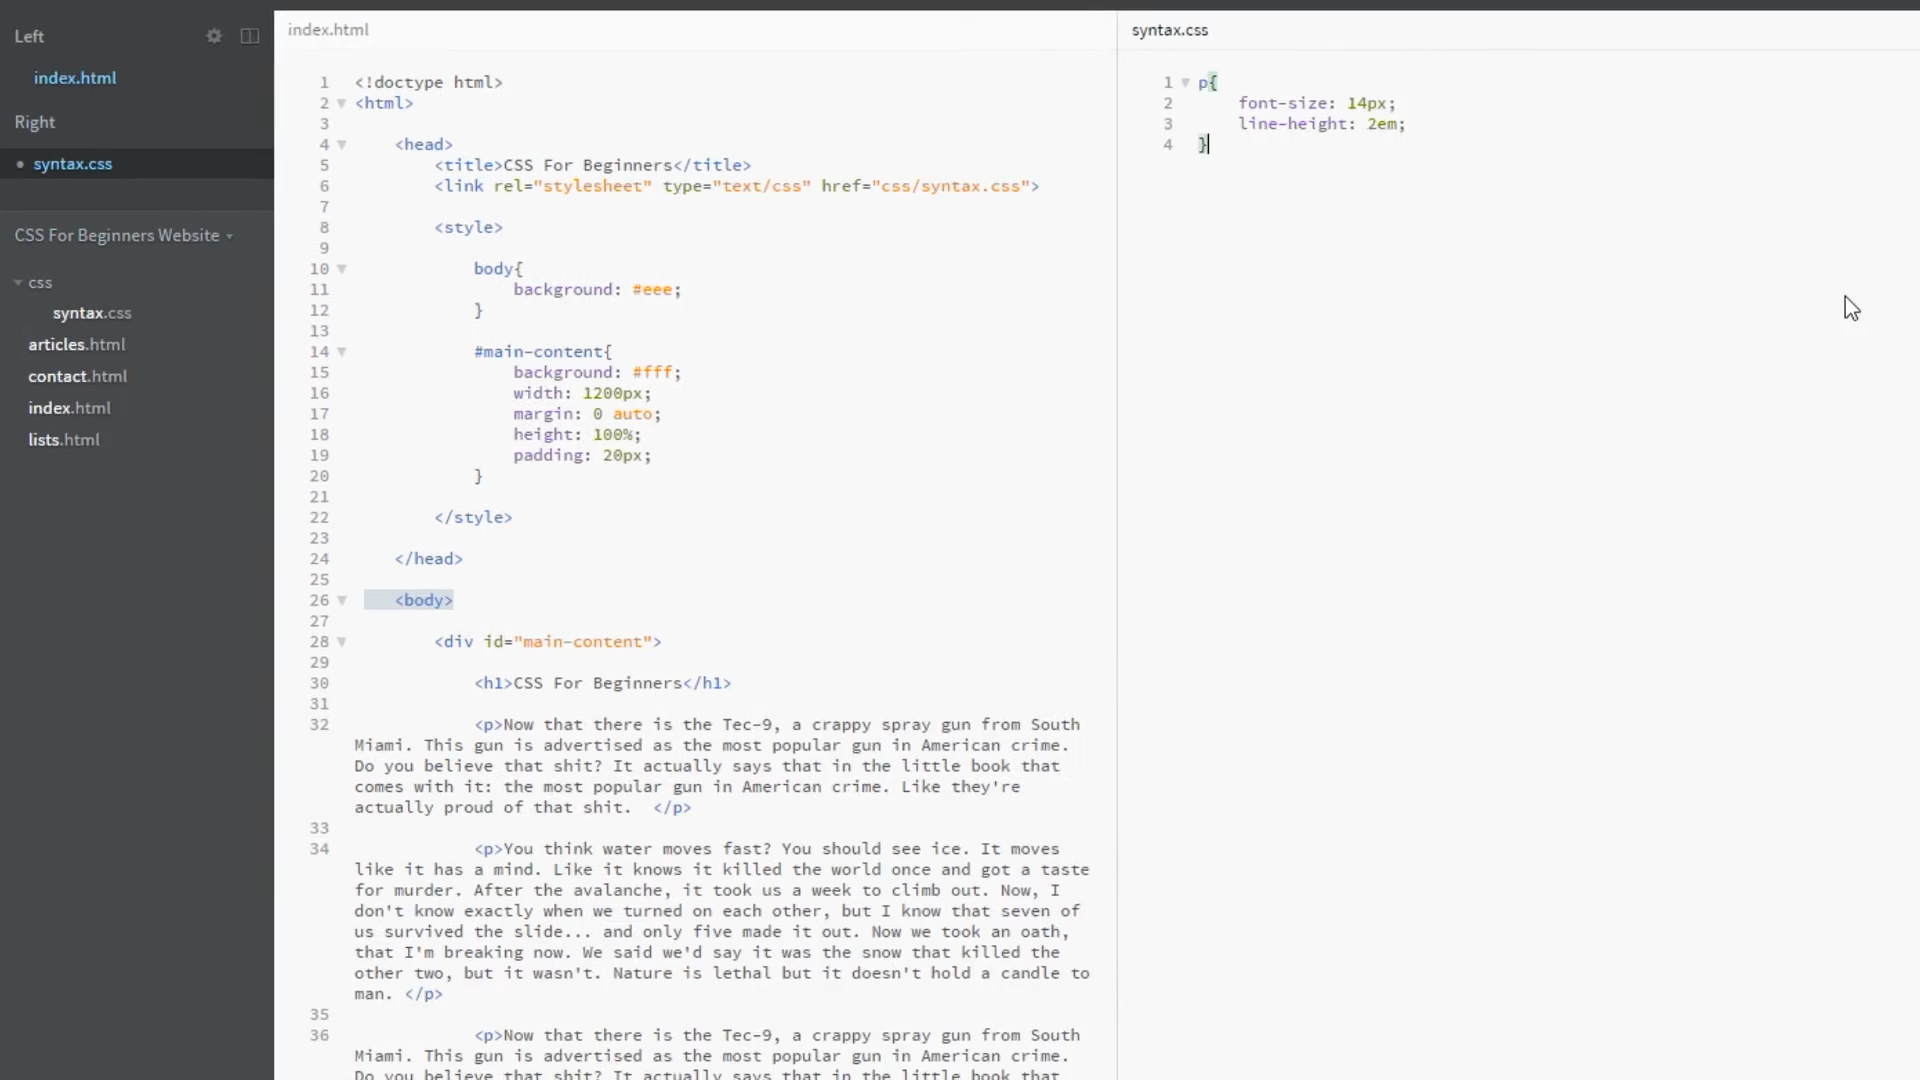 Left
index.html
Right
syntax.css
CSS For Beginners Website
css
syntax.css
articles.html
contact.html
index.html
lists.html
index.html
1 <!doctype html>
2 <html>
3
4 <head>
5 <title>CSS For Beginners</title>
6 <link rel="stylesheet" type="text/css" href="css/syntax.css">
7
8 <style>
9
10 body{
11 background: #eee;
12 }
13
14 #main-content{
15 background: #fff;
16 width: 1200px;
17 margin: 0 auto;
18 height: 100%;
19 padding: 20px;
20 }
21
22 </style>
23
24 </head>
25
26 <body>
27
28 <div id="main-content">
29
30 <h1>CSS For Beginners</h1>
31
32 <p>Now that there is the Tec-9, a crappy spray gun from South
Miami. This gun is advertised as the most popular gun in American crime.
Do you believe that shit? It actually says that in the little book that
comes with it: the most popular gun in American crime. Like they're
actually proud of that shit.  </p>
33
34 <p>You think water moves fast? You should see ice. It moves
like it has a mind. Like it knows it killed the world once and got a taste
for murder. After the avalanche, it took us a week to climb out. Now, I
don't know exactly when we turned on each other, but I know that seven of
us survived the slide... and only five made it out. Now we took an oath,
that I'm breaking now. We said we'd say it was the snow that killed the
other two, but it wasn't. Nature is lethal but it doesn't hold a candle to
man. </p>
35
36 <p>Now that there is the Tec-9, a crappy spray gun from South
Miami. This gun is advertised as the most popular gun in American crime.
Do you believe that shit? It actually says that in the little book that
syntax.css
1 p{
2 font-size: 14px;
3 line-height: 2em;
4 }